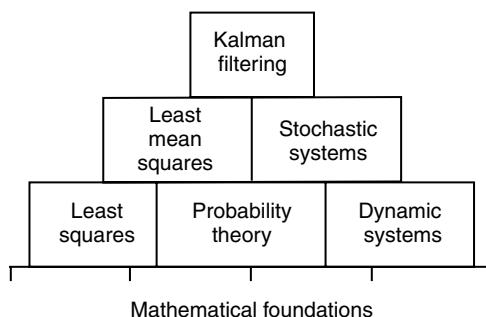 Kalman
filtering
Least
mean
squares
Stochastic
systems
Least
squares
Probability
theory
Dynamic
systems
Mathematical foundations